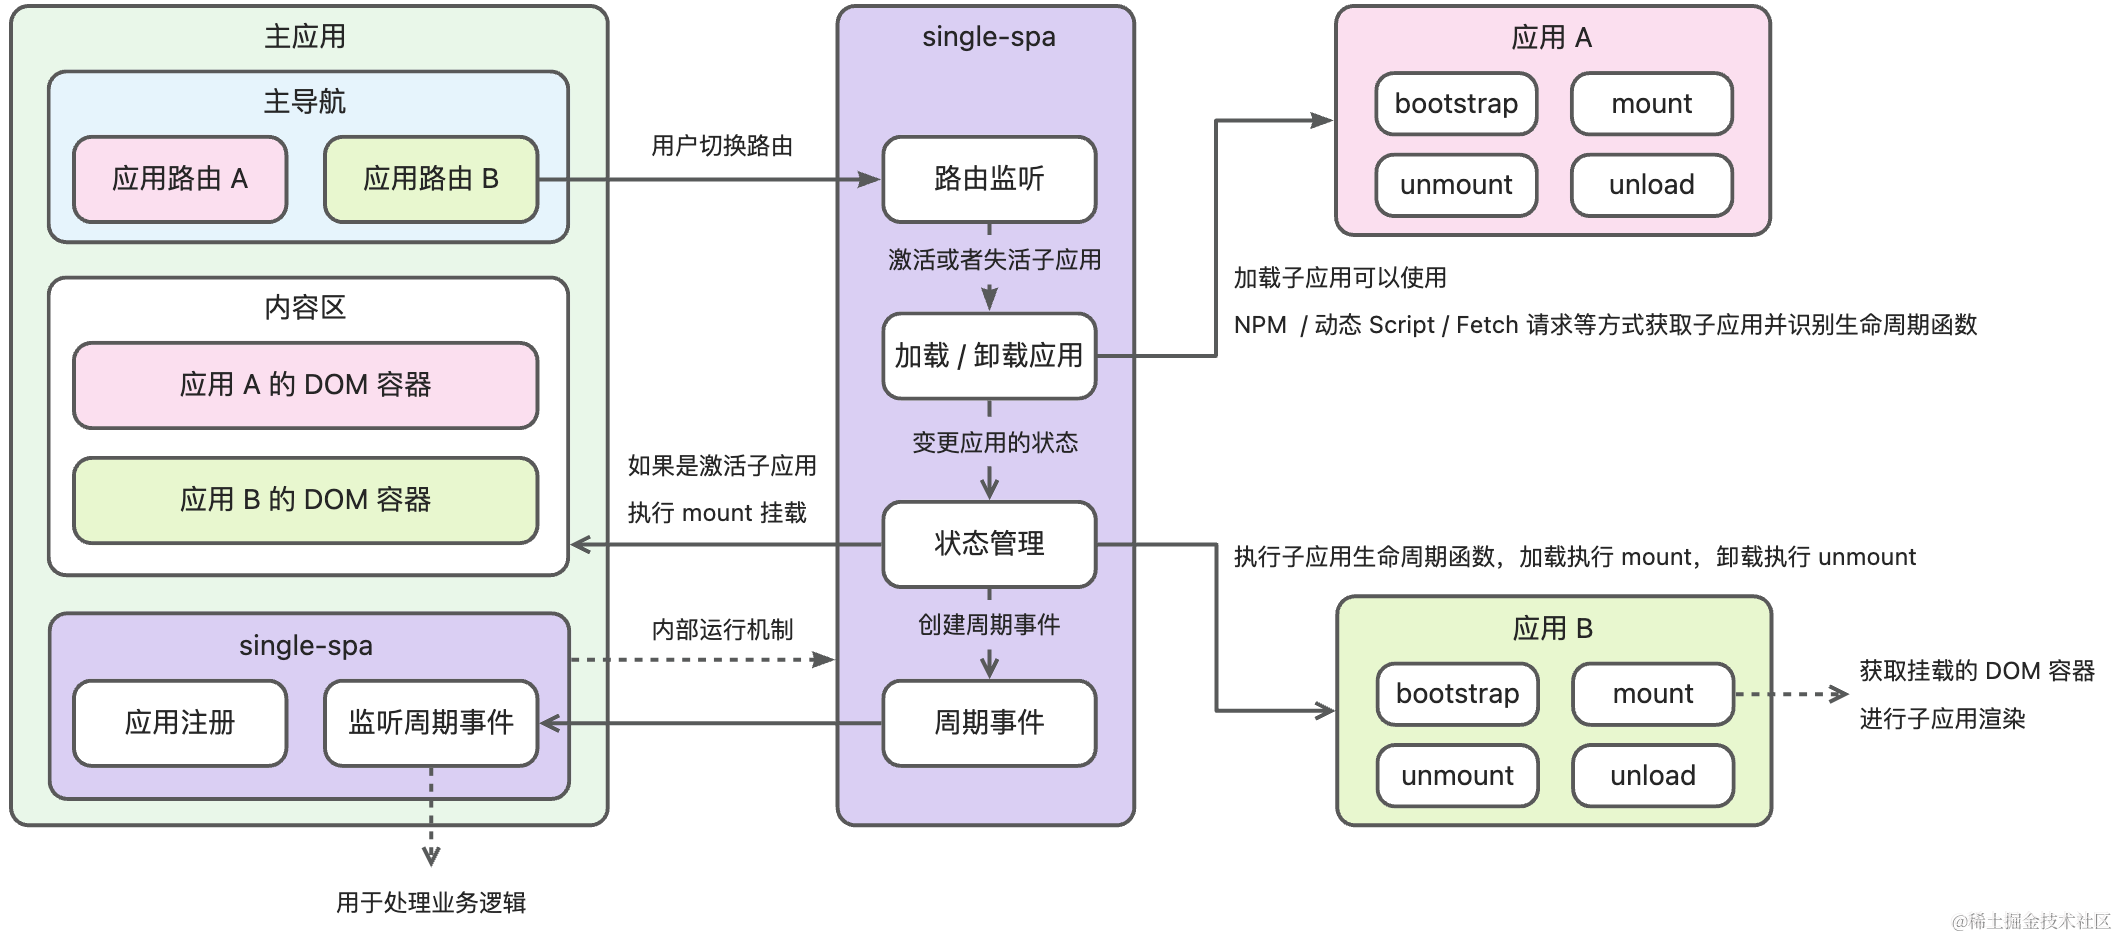 主应用
主导航
应用路由 A
应用路由 B
内容区
应用 A 的 DOM 容器
应用 B 的 DOM 容器
single-spa
应用注册
监听周期事件
用于处理业务逻辑
用户切换路由
如果是激活子应用
执行 mount 挂载
内部运行机制
single-spa
路由监听
激活或者失活子应用
加载 / 卸载应用
变更应用的状态
状态管理
创建周期事件
周期事件
应用 A
bootstrap
mount
unmount
unload
加载子应用可以使用
NPM / 动态 Script / Fetch 请求等方式获取子应用并识别生命周期函数
执行子应用生命周期函数，加载执行 mount，卸载执行 unmount
应用 B
bootstrap
mount
unmount
unload
获取挂载的 DOM 容器
进行子应用渲染
@稀土掘金技术社区